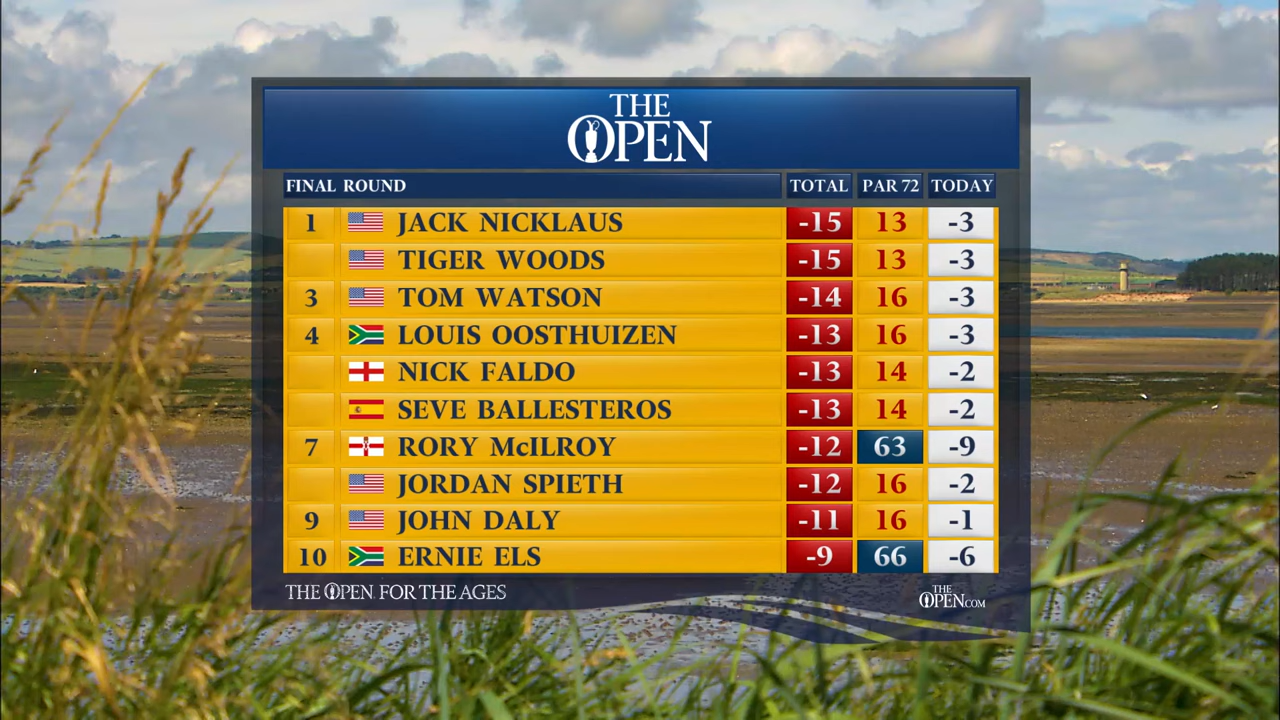 THE
OPEN
FINAL ROUND TOTAL PAR 72 TODAY
1 JACK NICKLAUS -15 13 -3
TIGER WOODS -15 13 -3
3 TOM WATSON -14 16 -3
4 LOUIS OOSTHUIZEN -13 16 -3
NICK FALDO -13 14 -2
SEVE BALLESTEROS -13 14 -2
7 RORY McILROY -12 63 -9
JORDAN SPIETH -12 16 -2
9 JOHN DALY -11 16 -1
10 ERNIE ELS -9 66 -6
THE OPEN FOR THE AGES
THE
OPEN.COM